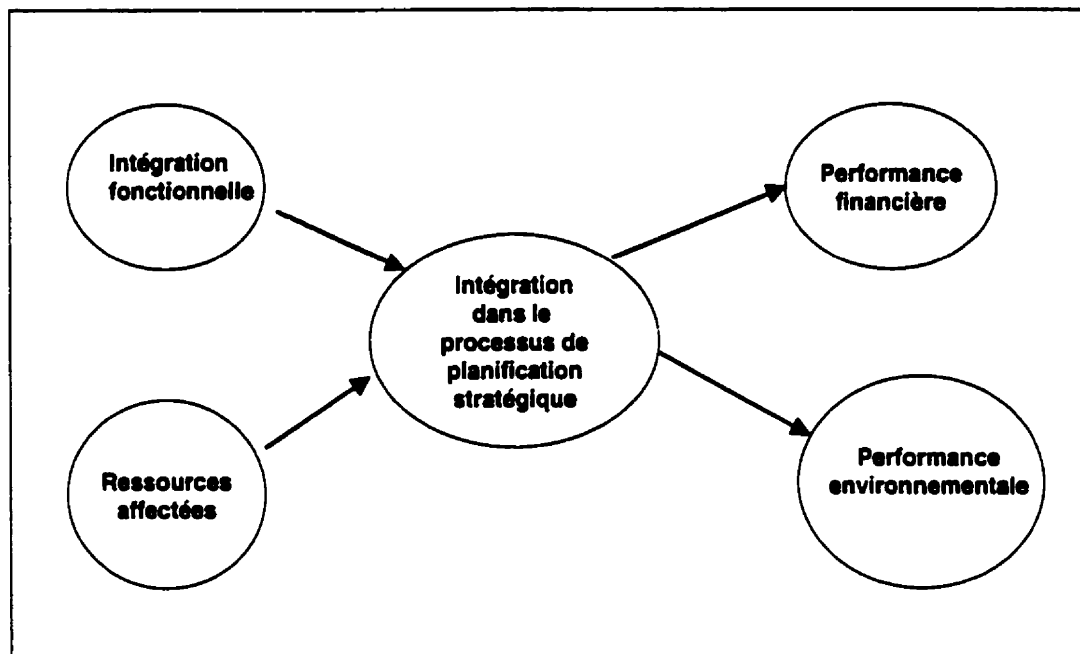 Intégration
fonctionnelle
Ressources
affectées
Intégration
dans le
processus de
planification
stratégique
Performance
financière
Performance
environnementale